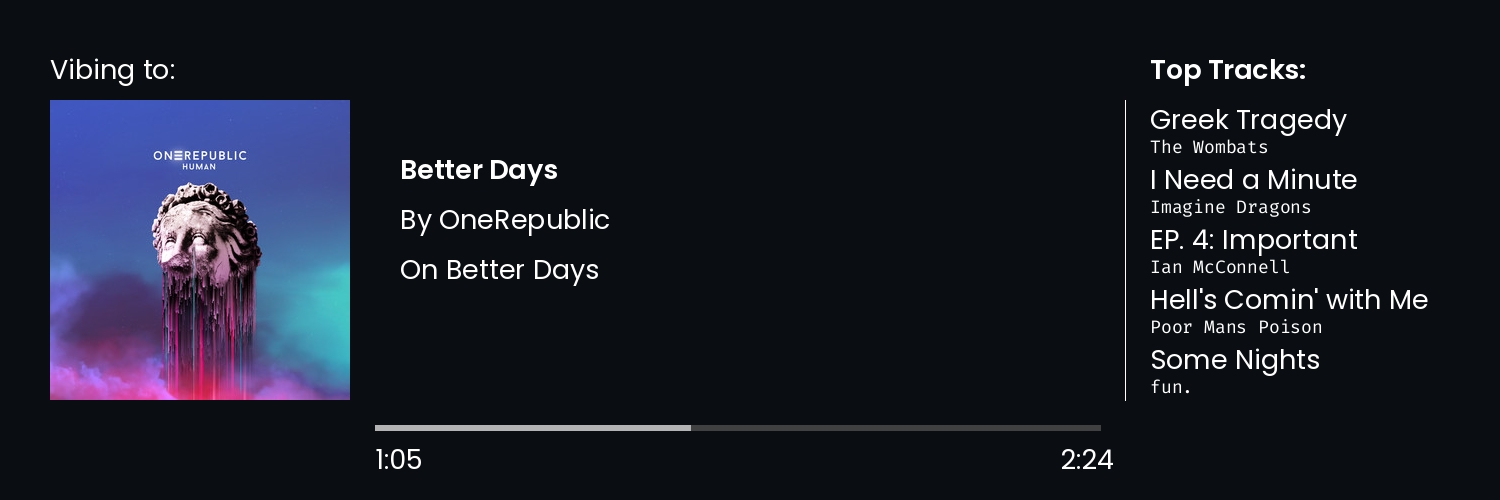 Vibing to:
ONEREPUBLIC
HUMAN
Better Days
By OneRepublic
On Better Days
1:05
2:24
Top Tracks:
Greek Tragedy
The Wombats
I Need a Minute
Imagine Dragons
EP. 4: Important
Ian McConnell
Hell's Comin' with Me
Poor Mans Poison
Some Nights
fun.